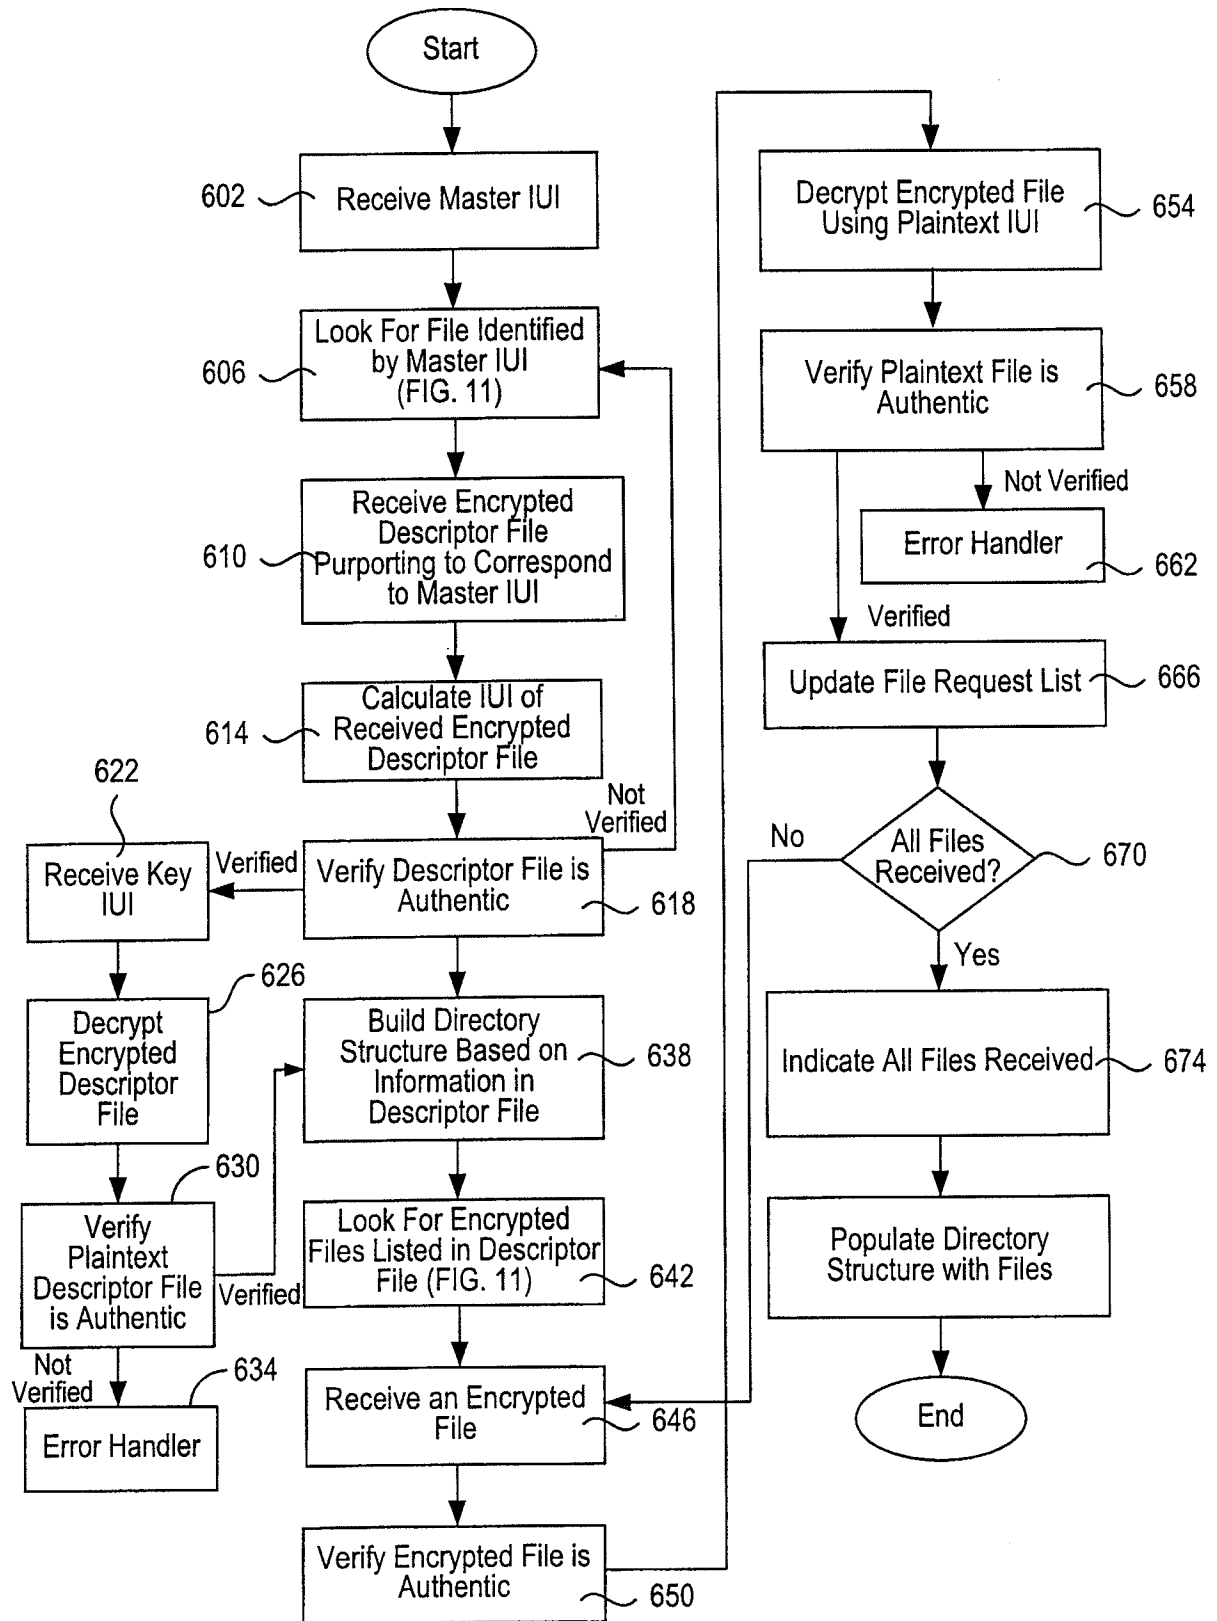 Start
602
Receive Master IUI
606
Look For File Identified
by Master IUI
(FIG. 11)
610
Receive Encrypted
Descriptor File
Purporting to Correspond
to Master IUI
614
Calculate IUI of
Received Encrypted
Descriptor File
Not
Verified
622
Receive Key
IUI
Verified
Verify Descriptor File is
Authentic
618
626
Decrypt
Encrypted
Descriptor
File
Build Directory
Structure Based on
Information in
Descriptor File
638
630
Verify
Plaintext
Descriptor File
is Authentic
Verified
Look For Encrypted
Files Listed in Descriptor
File (FIG. 11)
642
Not
Verified
634
Error Handler
Receive an Encrypted
File
646
Verify Encrypted File is
Authentic
650
Decrypt Encrypted File
Using Plaintext IUI
654
Verify Plaintext File is
Authentic
658
Not Verified
Error Handler
662
Verified
Update File Request List
666
No
All Files
Received?
670
Yes
Indicate All Files Received
674
Populate Directory
Structure with Files
End